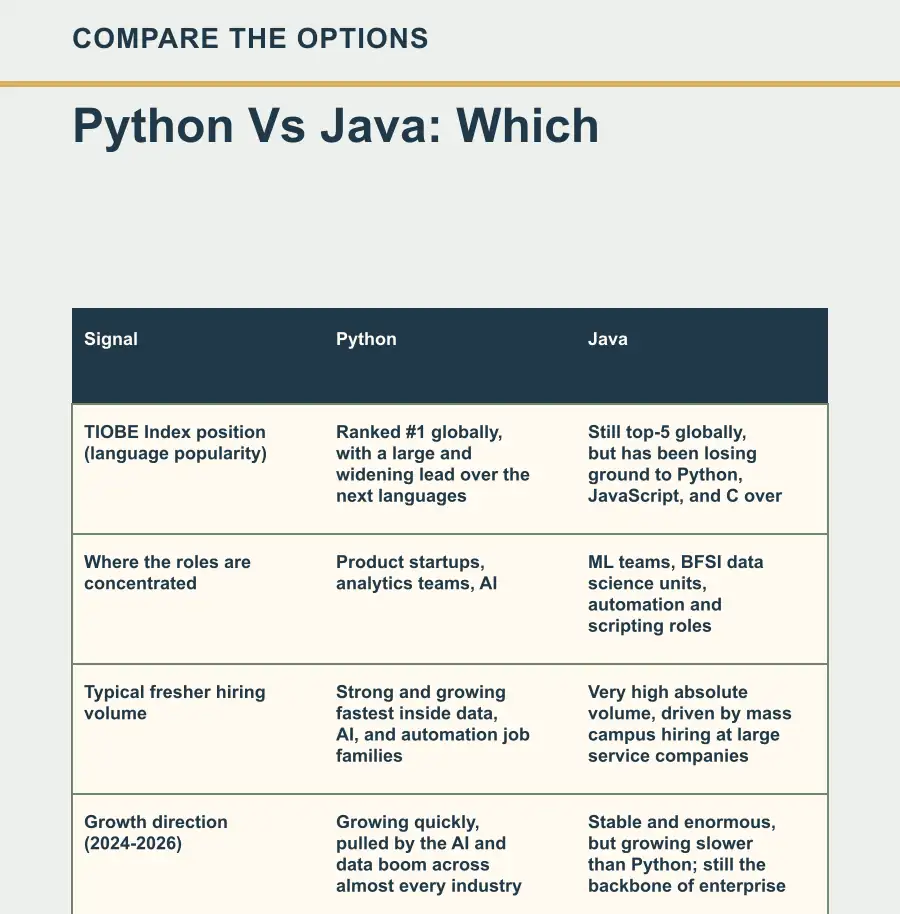 COMPARE THE OPTIONS
Python Vs Java: Which
Signal
Python
Java
TIOBE Index position
(language popularity)
Ranked #1 globally,
with a large and
widening lead over the
next languages
Still top-5 globally,
but has been losing
ground to Python,
JavaScript, and C over
Where the roles are
concentrated
Product startups,
analytics teams, AI
ML teams, BFSI data
science units,
automation and
scripting roles
Typical fresher hiring
volume
Strong and growing
fastest inside data,
AI, and automation job
families
Very high absolute
volume, driven by mass
campus hiring at large
service companies
Growth direction
(2024-2026)
Growing quickly,
pulled by the AI and
data boom across
almost every industry
Stable and enormous,
but growing slower
than Python; still the
backbone of enterprise